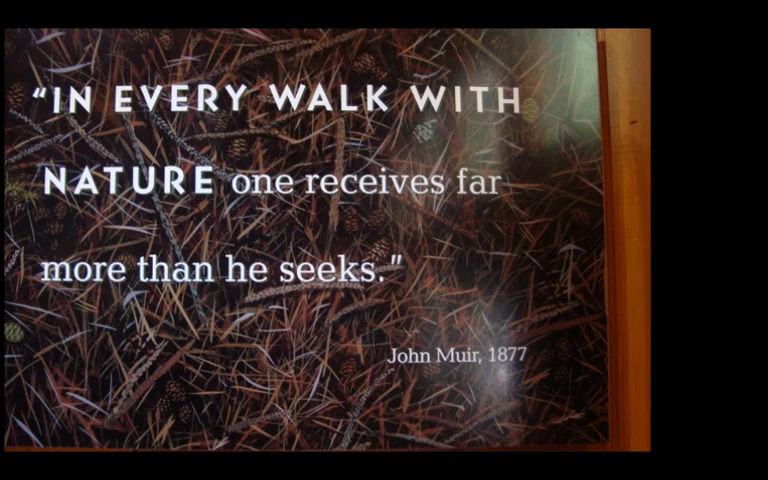 “IN EVERY WALK WITH
NATURE one receives far
more than he seeks.”
John Muir, 1877